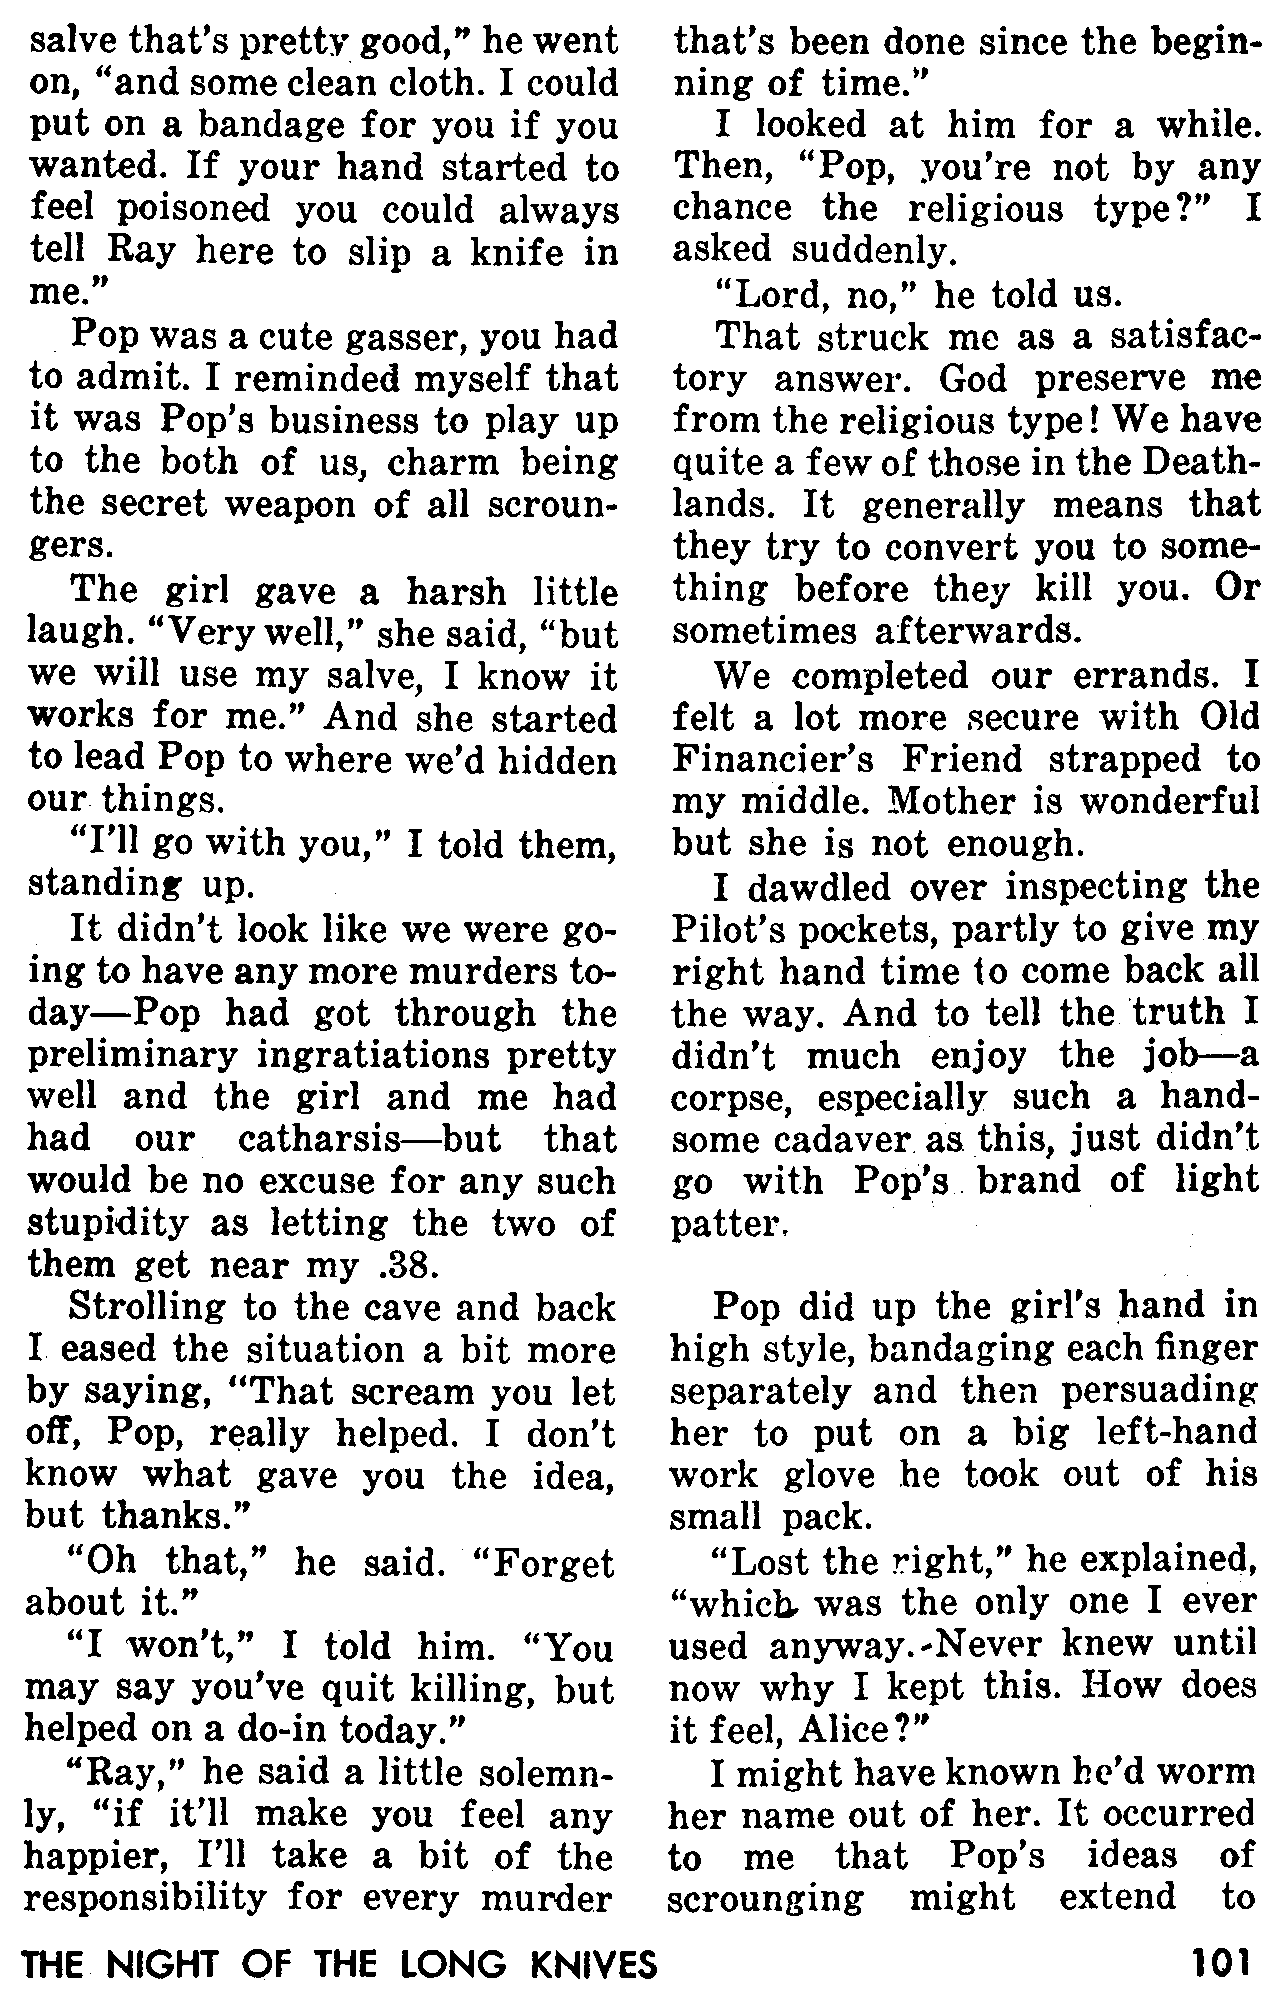 salve that's pretty good,” he went
on, “and some clean cloth. I could
put on a bandage for you if you
wanted. If your hand started to
feel poisoned you could always
tell Ray here to slip a knife in
me.”
Pop was a cute gasser, you had
to admit. I reminded myself that
it was Pop's business to play up
to the both of us, charm being
the secret weapon of all scroun-
gers.
The girl gave a harsh little
laugh. “Very well,” she said, “but
we will use my salve, I know it
works for me.” And she started
to lead Pop to where we'd hidden
our things.
“I'll go with you,” I told them,
standing up.
It didn't look like we were go-
ing to have any more murders to-
day—Pop had got through the
preliminary ingratiations pretty
well and the girl and me had
had our catharsis—but that
would be no excuse for any such
stupidity as letting the two of
them get near my .38.
Strolling to the cave and back
I eased the situation a bit more
by saying, “That scream you let
off, Pop, really helped. I don't
know what gave you the idea,
but thanks.”
“Oh that,” he said. “Forget
about it.”
“I won't,” I told him. “You
may say you've quit killing, but
helped on a do-in today.”
“Ray,” he said a little solemn-
ly, “if it'll make you feel any
happier, I'll take a bit of the
responsibility for every murder
that's been done since the begin-
ning of time.”
I looked at him for a while.
Then, “Pop, you're not by any
chance the religious type?” I
asked suddenly.
“Lord, no,” he told us.
That struck me as a satisfac-
tory answer. God preserve me
from the religious type! We have
quite a few of those in the Death-
lands. It generally means that
they try to convert you to some-
thing before they kill you. Or
sometimes afterwards.
We completed our errands. I
felt a lot more secure with Old
Financier's Friend strapped to
my middle. Mother is wonderful
but she is not enough.
I dawdled over inspecting the
Pilot's pockets, partly to give my
right hand time to come back all
the way. And to tell the truth I
didn't much enjoy the job—a
corpse, especially such a hand-
some cadaver as this, just didn't
go with Pop's brand of light
patter.
Pop did up the girl's hand in
high style, bandaging each finger
separately and then persuading
her to put on a big left-hand
work glove he took out of his
small pack.
“Lost the right,” he explained,
“which was the only one I ever
used anyway. Never knew until
now why I kept this. How does
it feel, Alice?”
I might have known he'd worm
her name out of her. It occurred
to me that Pop's ideas of
scrounging might extend to
THE NIGHT OF THE LONG KNIVES 101